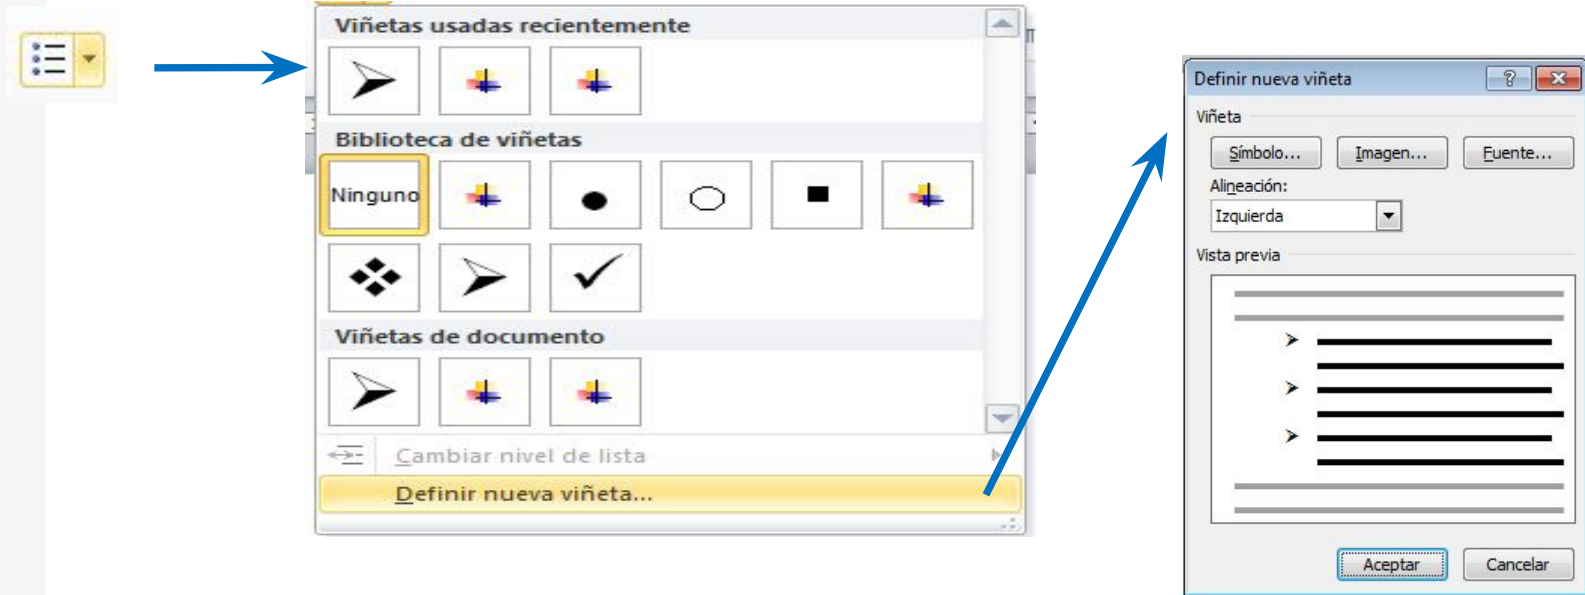 Viñetas usadas recientemente
Biblioteca de viñetas
Ninguno
Viñetas de documento
Cambiar nivel de lista
Definir nueva viñeta...
Definir nueva viñeta
Viñeta
Símbolo... Imagen... Fuente...
Alineación:
Izquierda
Vista previa
Aceptar Cancelar